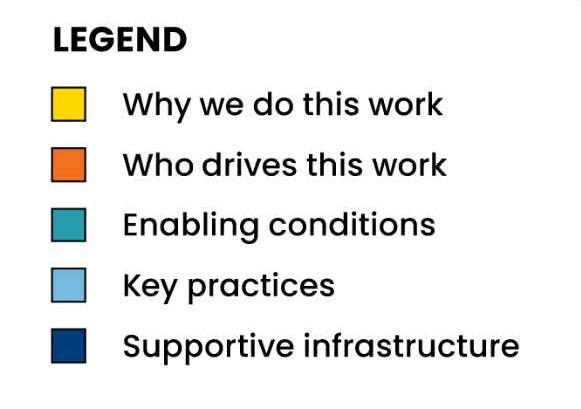 LEGEND
Why we do this work
Who drives this work
Enabling conditions
Key practices
Supportive infrastructure